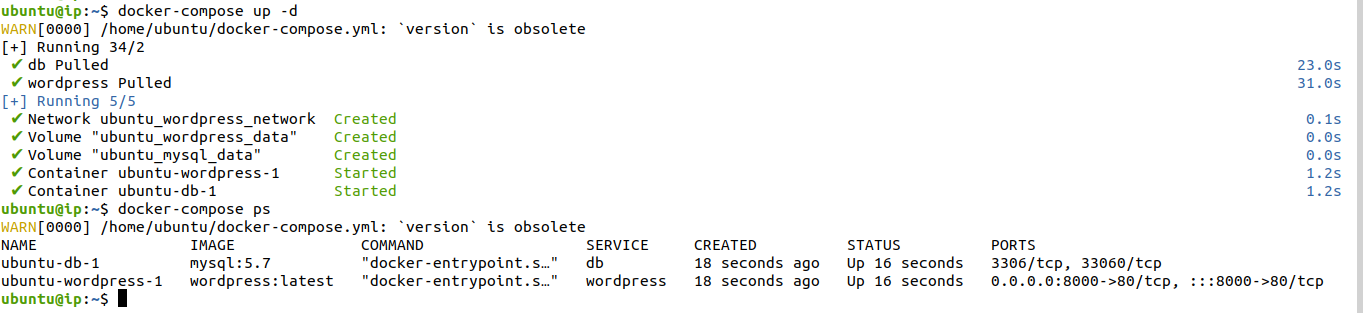 ubuntu@ip:~$ docker-compose up -d
WARN[0000] /home/ubuntu/docker-compose.yml: `version` is obsolete
[+] Running 34/2
✔ db Pulled 23.0s
✔ wordpress Pulled 31.0s
[+] Running 5/5
✔ Network ubuntu_wordpress_network Created 0.1s
✔ Volume "ubuntu_wordpress_data" Created 0.0s
✔ Volume "ubuntu_mysql_data" Created 0.0s
✔ Container ubuntu-wordpress-1 Started 1.2s
✔ Container ubuntu-db-1 Started 1.2s
ubuntu@ip:~$ docker-compose ps
WARN[0000] /home/ubuntu/docker-compose.yml: `version` is obsolete
NAME IMAGE COMMAND SERVICE CREATED STATUS PORTS
ubuntu-db-1 mysql:5.7 "docker-entrypoint.s…" db 18 seconds ago Up 16 seconds 3306/tcp, 33060/tcp
ubuntu-wordpress-1 wordpress:latest "docker-entrypoint.s…" wordpress 18 seconds ago Up 16 seconds 0.0.0.0:8000->80/tcp, :::8000->80/tcp
ubuntu@ip:~$